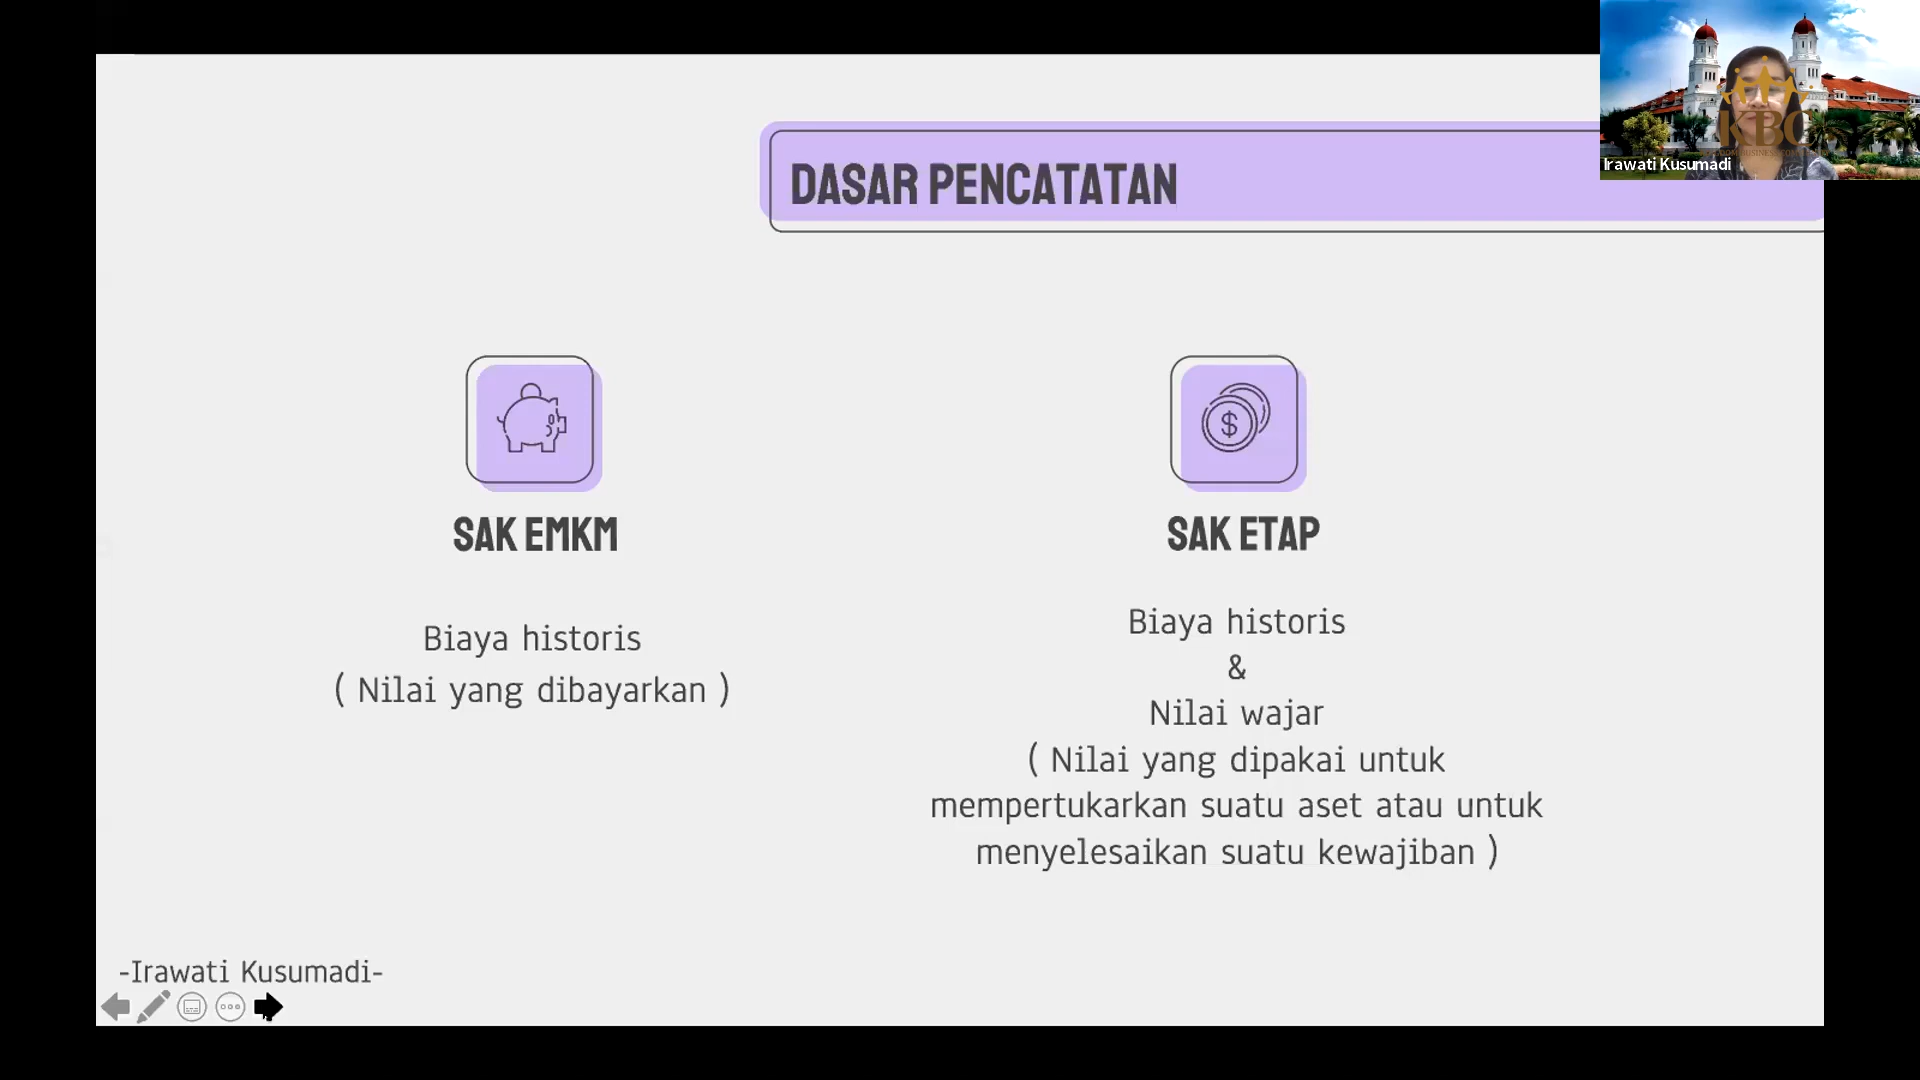 DASAR PENCATATAN
KBC
Irawati Kusumadi
SAK EMKM
Biaya historis
( Nilai yang dibayarkan )
SAK ETAP
Biaya historis
&
Nilai wajar
( Nilai yang dipakai untuk
mempertukarkan suatu aset atau untuk
menyelesaikan suatu kewajiban )
-Irawati Kusumadi-